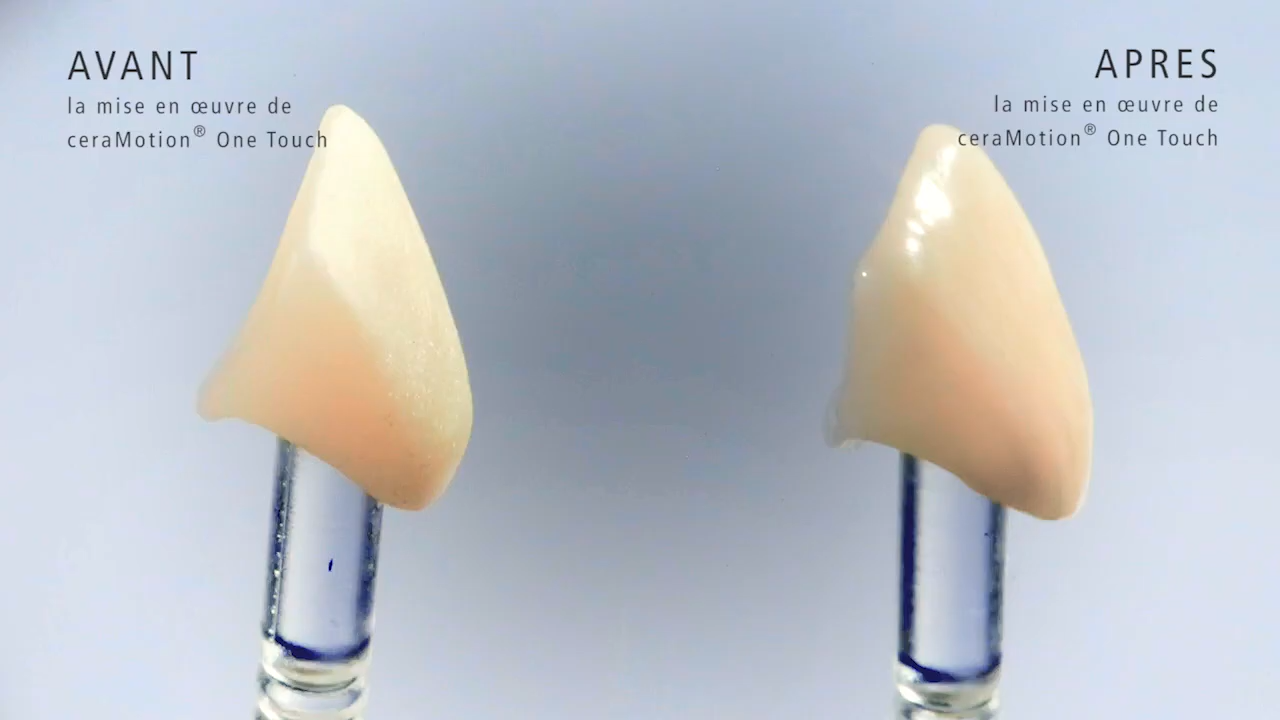 AVANT
la mise en œuvre de
ceraMotion® One Touch
APRES
la mise en œuvre de
ceraMotion® One Touch